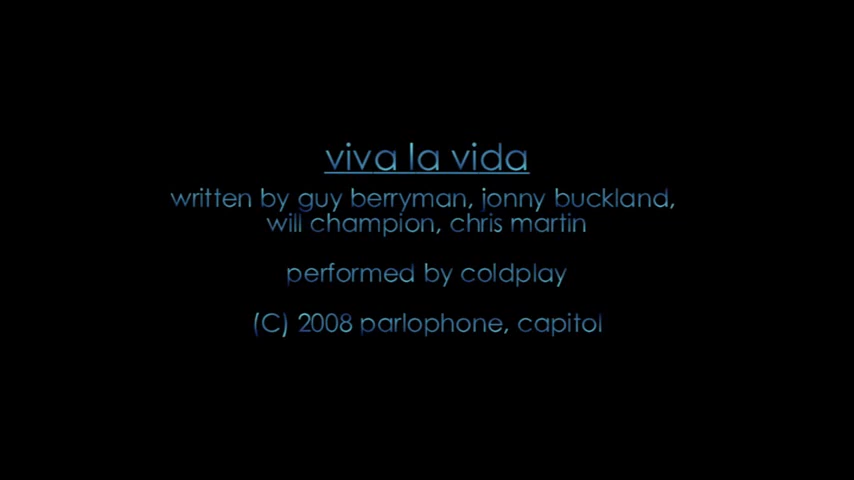 viva la vida
written by guy berryman, jonny buckland,
will champion, chris martin
performed by coldplay
(C) 2008 parlophone, capitol